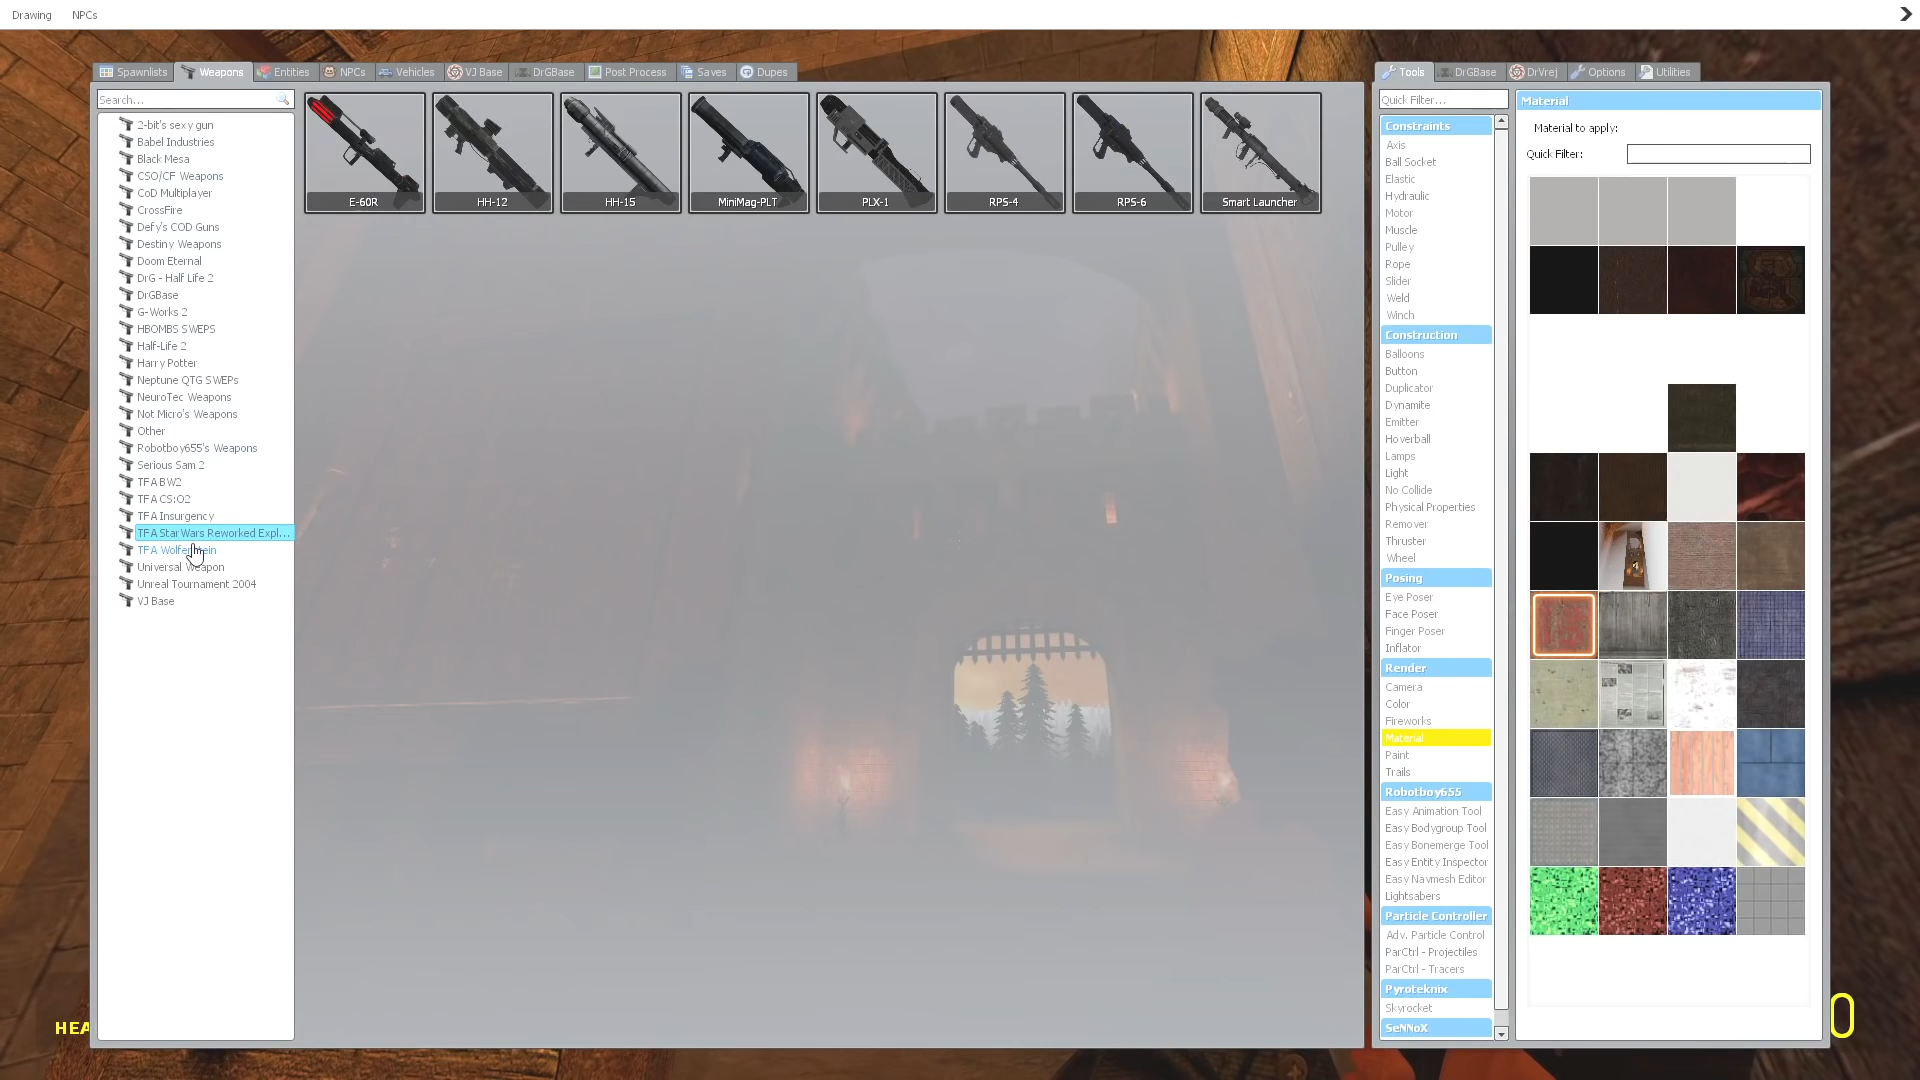 Drawing NPCs
Spawnlists Weapons Entities NPCs Vehicles VJ Base DrGBase Post Process Saves Dupes
Search...
2-bit's sexy gun
Babel Industries
Black Mesa
CSO/CF Weapons
CoD Multiplayer
CrossFire
Defy's COD Guns
Destiny Weapons
Doom Eternal
DrG - Half Life 2
DrGBase
G-Works 2
HBOMBS SWEPS
Half-Life 2
Harry Potter
Neptune QTG SWEPs
NeuroTec Weapons
Not Micro's Weapons
Other
Robotboy655's Weapons
Serious Sam 2
TFA BW2
TFA CS:O2
TFA Insurgency
TFA StarWars Reworked Expl...
TFA Wolfenstein
Universal Weapon
Unreal Tournament 2004
VJ Base
E-60R HH-12 HH-15 MiniMag-PLT PLX-1 RPS-4 RPS-6 Smart Launcher
HEA
Tools DrGBase DrVrej Options Utilities
Quick Filter...
Constraints
Axis
Ball Socket
Elastic
Hydraulic
Motor
Muscle
Pulley
Rope
Slider
Weld
Winch
Construction
Balloons
Button
Duplicator
Dynamite
Emitter
Hoverball
Lamps
Light
No Collide
Physical Properties
Remover
Thruster
Wheel
Posing
Eye Poser
Face Poser
Finger Poser
Inflator
Render
Camera
Color
Fireworks
Material
Paint
Trails
Robotboy655
Easy Animation Tool
Easy Bodygroup Tool
Easy Bonemerge Tool
Easy Entity Inspector
Easy Navmesh Editor
Lightsabers
Particle Controller
Adv. Particle Control
ParCtrl - Projectiles
ParCtrl - Tracers
Pyroteknix
Skyrocket
SeNNoX
Material
Material to apply:
Quick Filter:
0